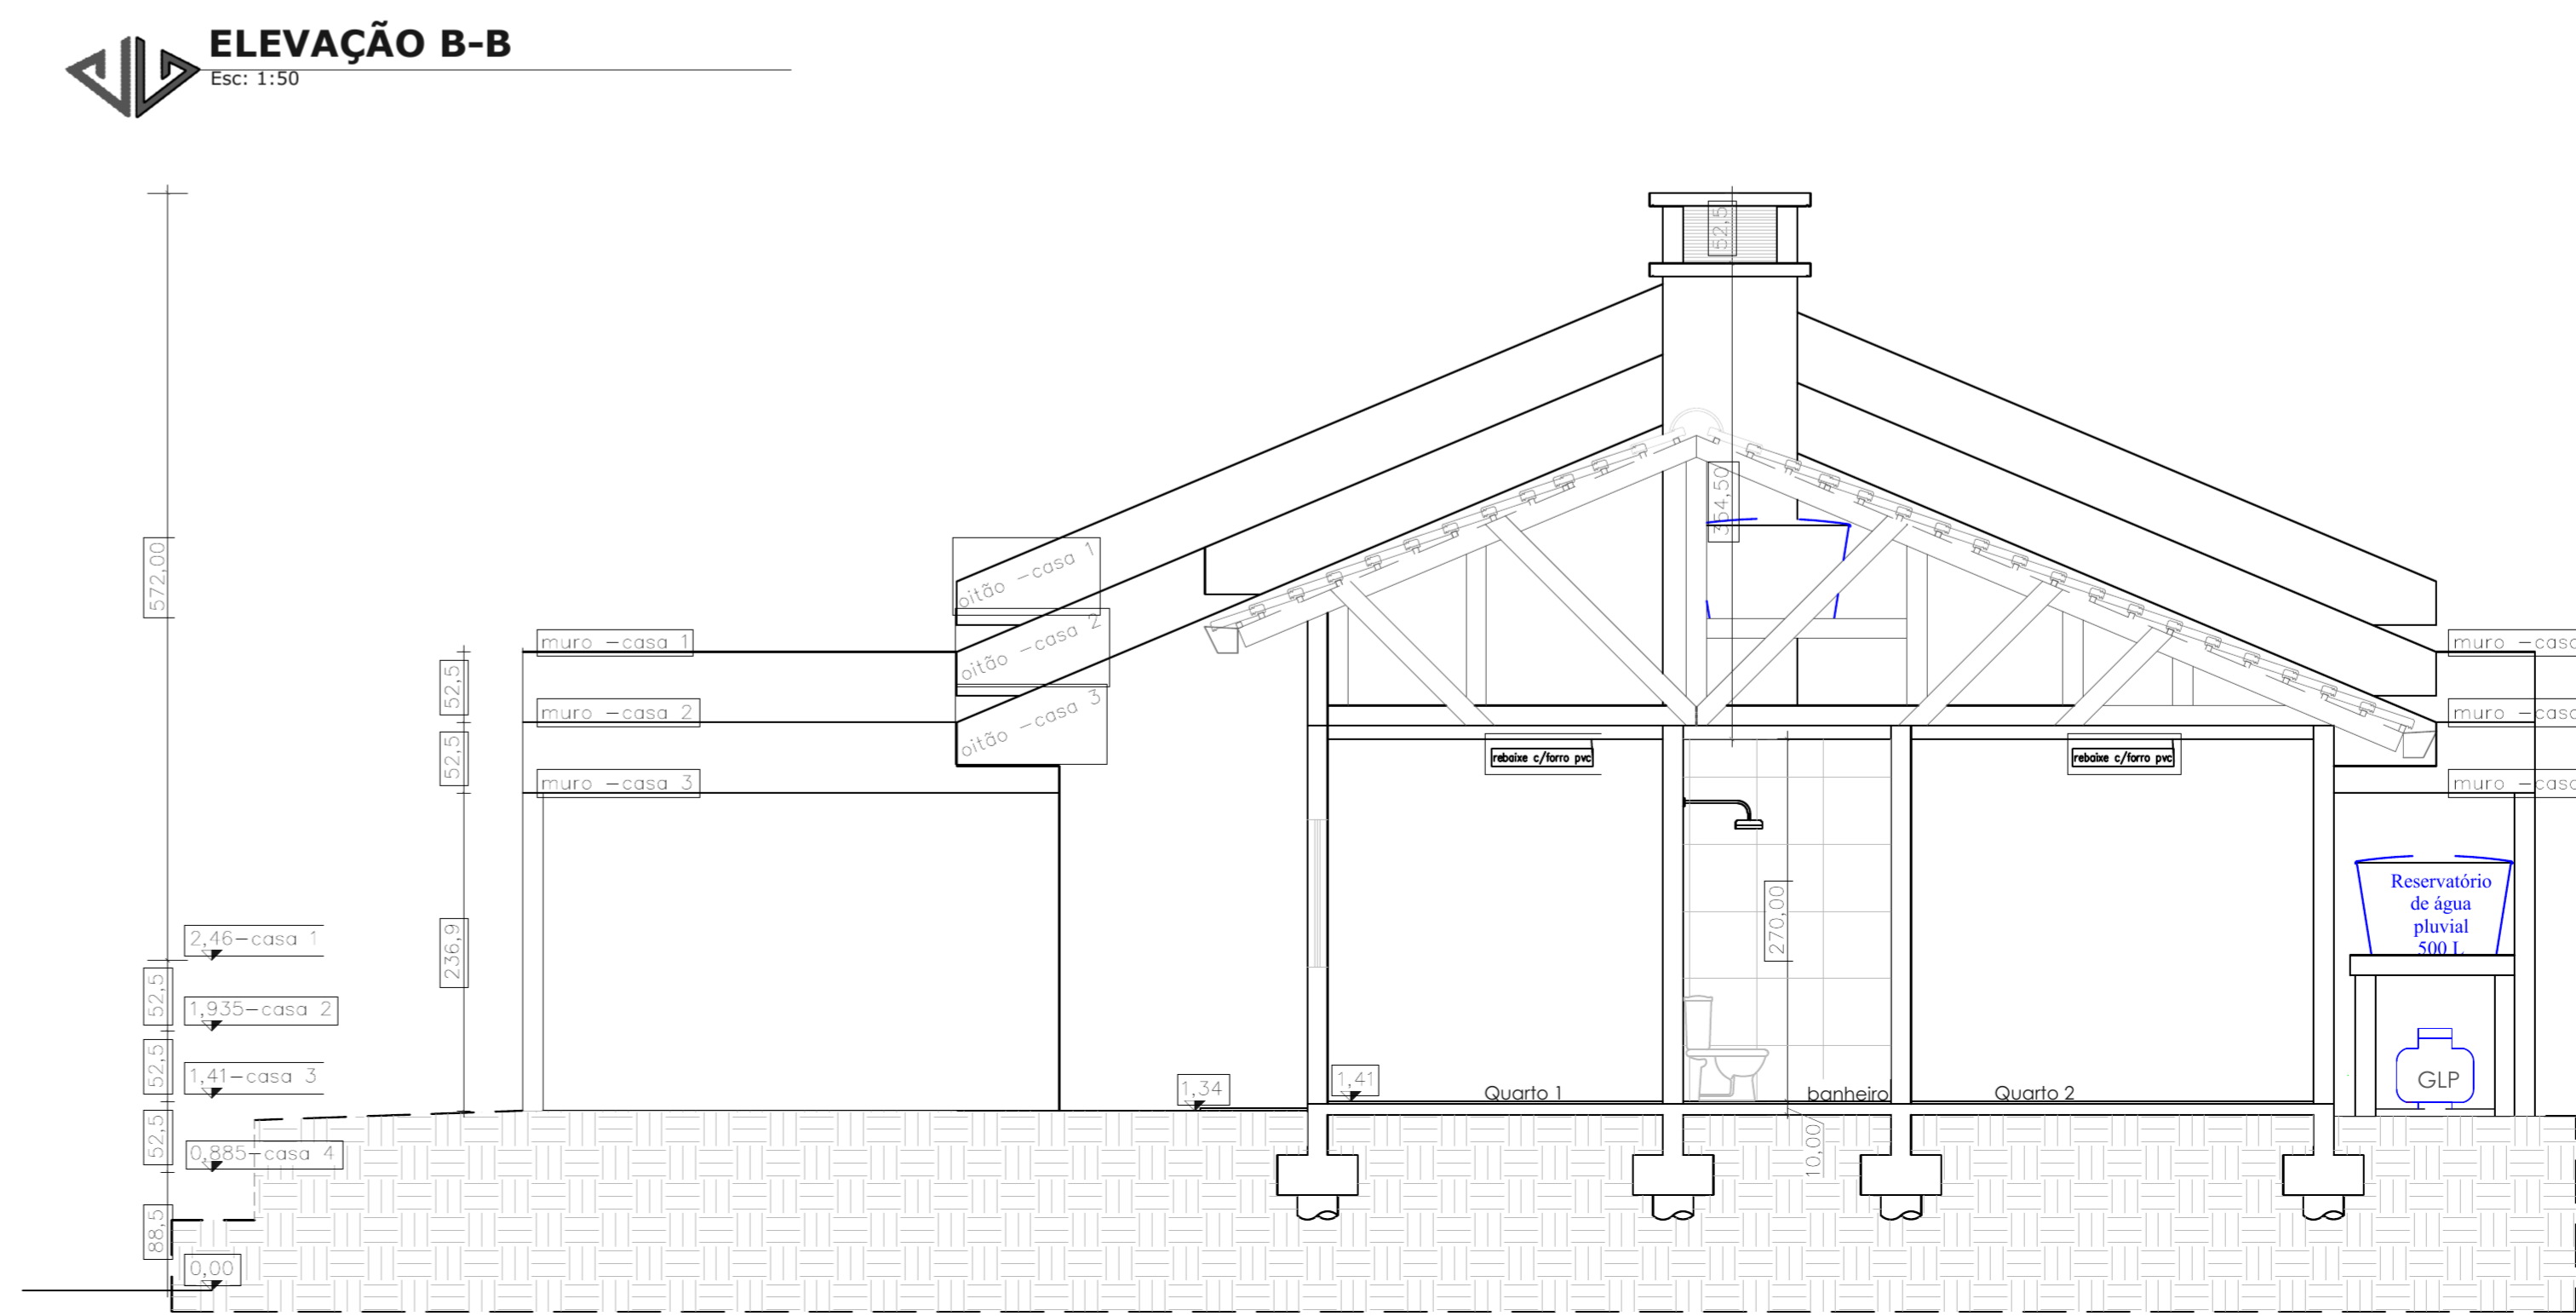 ELEVAÇÃO B-B
Esc: 1:50
52,5
354,50
572,00
oitão -casa 1
oitão -casa 2
oitão -casa 3
muro -casa 1
muro -casa 2
muro -casa 3
52,5
52,5
236,9
muro -casa
muro -casa
muro -casa
rebaixe c/forro pvc
rebaixe c/forro pvc
270,00
Reservatório
de água
pluvial
500 L
GLP
2,46-casa 1
1,935-casa 2
1,41-casa 3
0,885-casa 4
0,00
52,5
52,5
52,5
88,5
1,34
1,41
Quarto 1
banheiro
Quarto 2
10,00